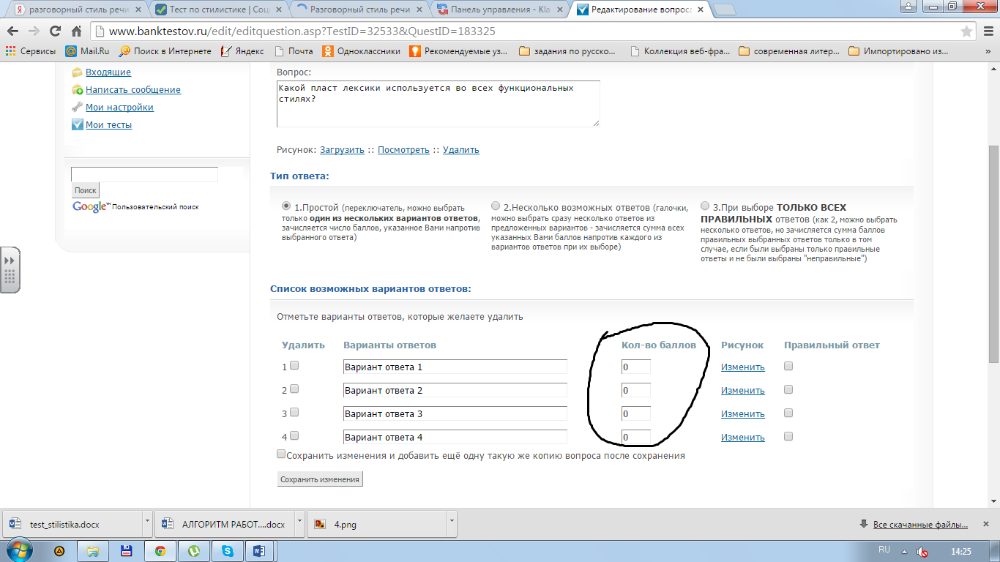 разговорный стиль речи
Тест по стилистике | Соц
Разговорный стиль речи
Панель управления - Kla
Редактирование вопроса
www.banktestov.ru/edit/editquestion.asp?TestID=32533&QuestID=183325
Сервисы
Mail.Ru
Поиск в Интернете
Яндекс
Почта
Одноклассники
Рекомендуемые уз...
задания по русско...
Коллекция веб-фра...
современная литер...
Импортировано из...
»
Входящие
Написать сообщение
Мои настройки
Мои тесты
Поиск
Google™ Пользовательский поиск
Вопрос:
Какой пласт лексики используется во всех функциональных
стилях?
Рисунок: Загрузить :: Посмотреть :: Удалить
Тип ответа:
1.Простой (переключатель, можно выбрать
только один из нескольких вариантов ответов,
зачисляется число баллов, указанное Вами напротив
выбранного ответа)
2.Несколько возможных ответов (галочки,
можно выбрать сразу несколько ответов из
предложенных вариантов - зачисляется сумма всех
указанных Вами баллов напротив каждого из
вариантов ответов при их выборе)
3.При выборе ТОЛЬКО ВСЕХ
ПРАВИЛЬНЫХ ответов (как 2, можно выбрать
несколько ответов, но зачисляется сумма баллов
правильных выбранных ответов только в том
случае, если были выбраны только правильные
ответы и не были выбраны "неправильные")
Список возможных вариантов ответов:
Отметьте варианты ответов, которые желаете удалить
Удалить Варианты ответов Кол-во баллов Рисунок Правильный ответ
1 Вариант ответа 1 0 Изменить
2 Вариант ответа 2 0 Изменить
3 Вариант ответа 3 0 Изменить
4 Вариант ответа 4 0 Изменить
Сохранить изменения и добавить ещё одну такую же копию вопроса после сохранения
Сохранить изменения
test_stilistika.docx
АЛГОРИТМ РАБОТ....docx
4.png
Все скачанные файлы...
RU
14:25